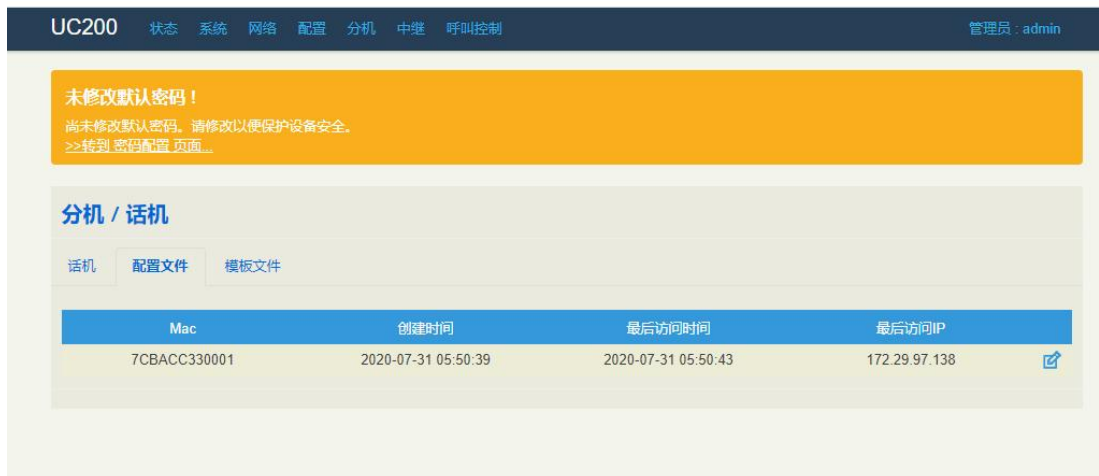 UC200 状态 系统 网络 配置 分机 中继 呼叫控制 管理员 : admin
未修改默认密码！
尚未修改默认密码。请修改以便保护设备安全。
>>转到 密码配置 页面...
分机 / 话机
话机 配置文件 模板文件
Mac 创建时间 最后访问时间 最后访问IP
7CBACC330001 2020-07-31 05:50:39 2020-07-31 05:50:43 172.29.97.138